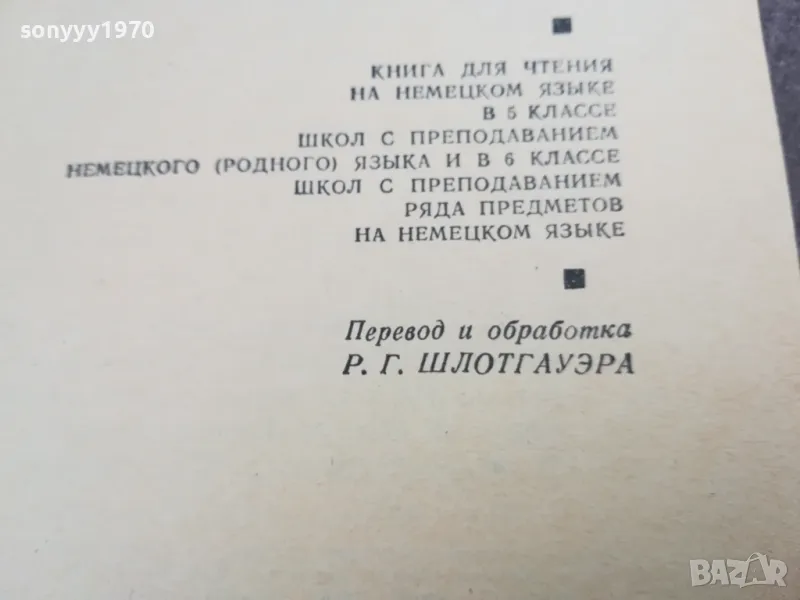 sonyyy1970
КНИГА ДЛЯ ЧТЕНИЯ
НА НЕМЕЦКОМ ЯЗЫКЕ
В 5 КЛАССЕ
ШКОЛ С ПРЕПОДАВАНИЕМ
НЕМЕЦКОГО (РОДНОГО) ЯЗЫКА И В 6 КЛАССЕ
ШКОЛ С ПРЕПОДАВАНИЕМ
РЯДА ПРЕДМЕТОВ
НА НЕМЕЦКОМ ЯЗЫКЕ
Перевод и обработка
Р. Г. ШЛОТГАУЭРА
BAZAR